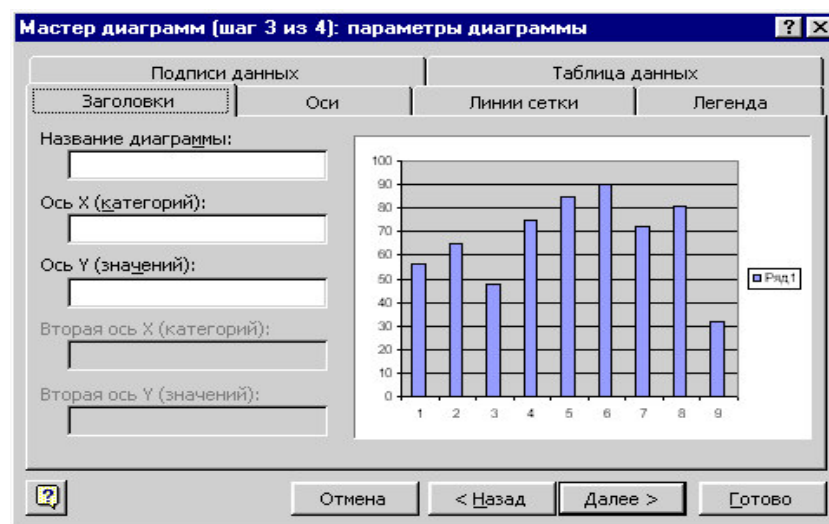 Мастер диаграмм (шаг 3 из 4): параметры диаграммы
Подписи данных
Таблица данных
Заголовки
Оси
Линии сетки
Легенда
Название диаграммы:
Ось X (категорий):
Ось Y (значений):
Вторая ось X (категорий):
Вторая ось Y (значений):
100
90
80
70
60
50
40
30
20
10
0
1 2 3 4 5 6 7 8 9
Ряд1
Отмена
< Назад
Далее >
Готово